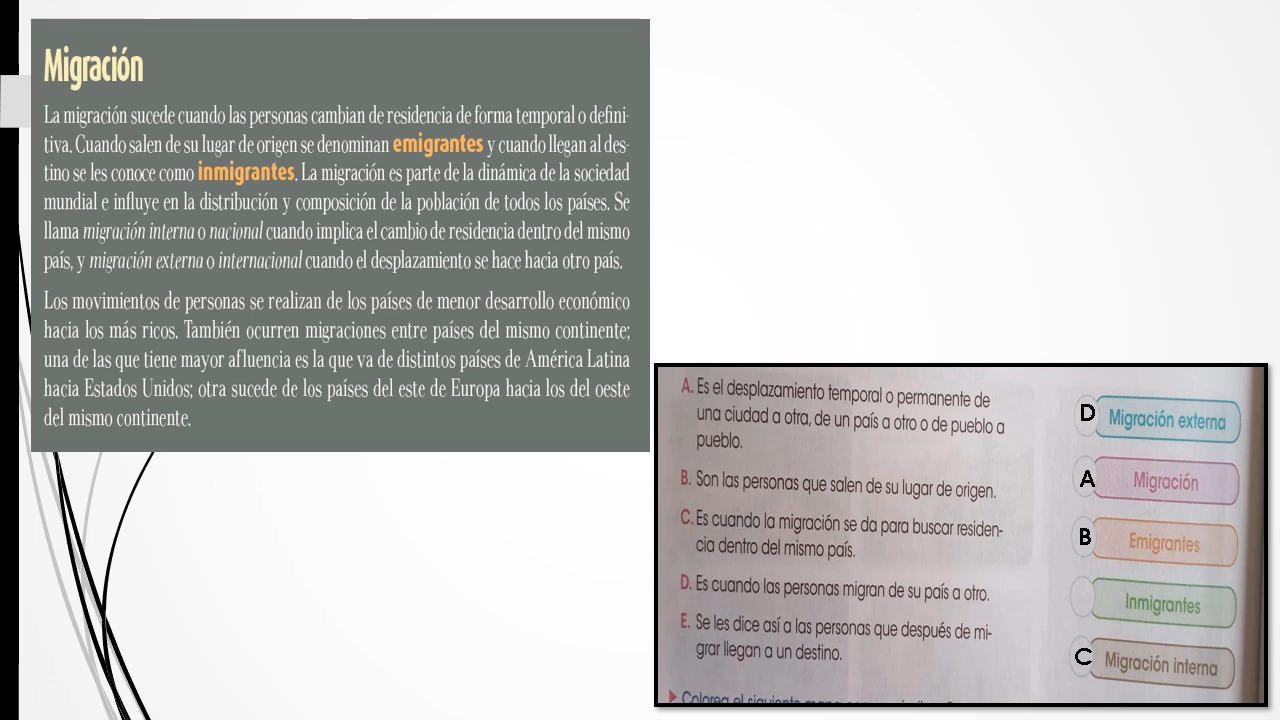 Migración
La migración sucede cuando las personas cambian de residencia de forma temporal o defini-
tiva. Cuando salen de su lugar de origen se denominan emigrantes y cuando llegan al des-
tino se les conoce como inmigrantes. La migración es parte de la dinámica de la sociedad
mundial e influye en la distribución y composición de la población de todos los países. Se
llama migración interna o nacional cuando implica el cambio de residencia dentro del mismo
país, y migración externa o internacional cuando el desplazamiento se hace hacia otro país.
Los movimientos de personas se realizan de los países de menor desarrollo económico
hacia los más ricos. También ocurren migraciones entre países del mismo continente;
una de las que tiene mayor afluencia es la que va de distintos países de América Latina
hacia Estados Unidos; otra sucede de los países del este de Europa hacia los del oeste
del mismo continente.
A. Es el desplazamiento temporal o permanente de
una ciudad a otra, de un país a otro o de pueblo a
pueblo.
B. Son las personas que salen de su lugar de origen.
C. Es cuando la migración se da para buscar residen-
cia dentro del mismo país.
D. Es cuando las personas migran de su país a otro.
E. Se les dice así a las personas que después de mi-
grar llegan a un destino.
D Migración externa
A Migración
B Emigrantes
Inmigrantes
C Migración interna
Colorea el siguiente mapa